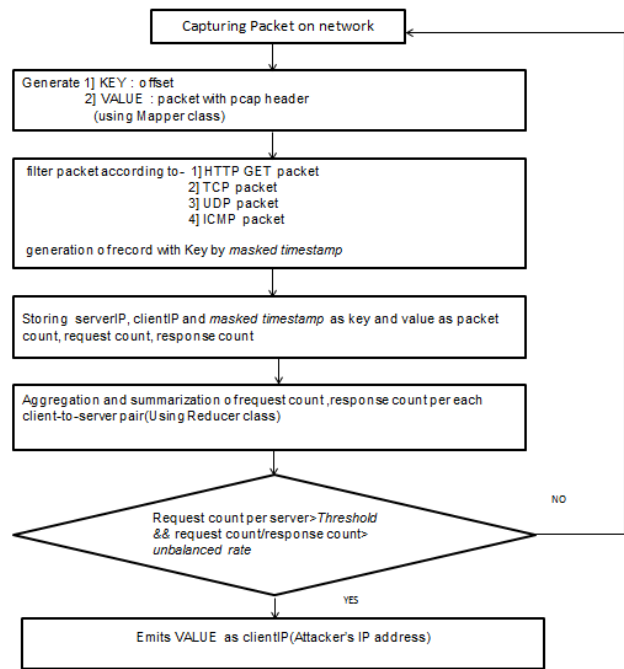 Capturing Packet on network
Generate 1] KEY : offset
2] VALUE : packet with pcap header
(using Mapper class)
filter packet according to- 1] HTTP GET packet
2] TCP packet
3] UDP packet
4] ICMP packet
generation of record with Key by masked timestamp
Storing serverIP, clientIP and masked timestamp as key and value as packet
count, request count, response count
Aggregation and summarization of request count ,response count per each
client-to-server pair(Using Reducer class)
Request count per server>Threshold
&& request count/response count>
unbalanced rate
NO
YES
Emits VALUE as clientIP(Attacker's IP address)